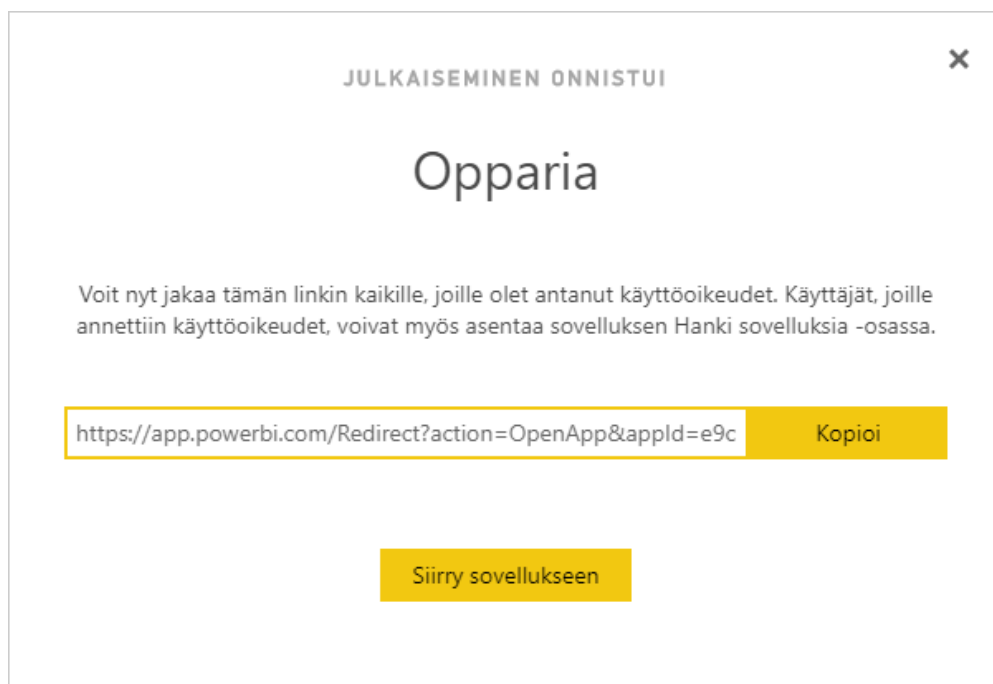 JULKAISEMINEN ONNISTUI
Opparia
Voit nyt jakaa tämän linkin kaikille, joille olet antanut käyttöoikeudet. Käyttäjät, joille
annettiin käyttöoikeudet, voivat myös asentaa sovelluksen Hanki sovelluksia -osassa.
https://app.powerbi.com/Redirect?action=OpenApp&appId=e9c Kopioi
Siirry sovellukseen